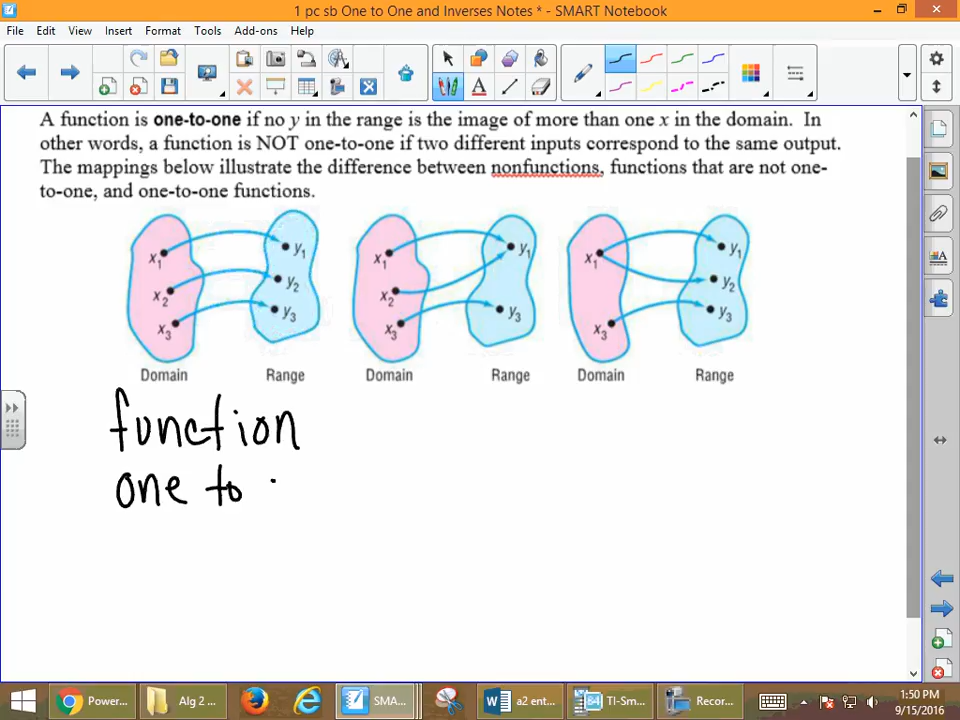 1 pc sb One to One and Inverses Notes * - SMART Notebook
File Edit View Insert Format Tools Add-ons Help
A function is one-to-one if no y in the range is the image of more than one x in the domain. In
other words, a function is NOT one-to-one if two different inputs correspond to the same output.
The mappings below illustrate the difference between nonfunctions, functions that are not one-
to-one, and one-to-one functions.
x1 y1 x1 y1 x1 y1
x2 y2 x2 y2
x3 y3 x3 y3 x3 y3
Domain Range Domain Range Domain Range
function
one to
Power... Alg 2 ... SMA... a2 ent... TI-Sm... Recor...
1:50 PM
9/15/2016